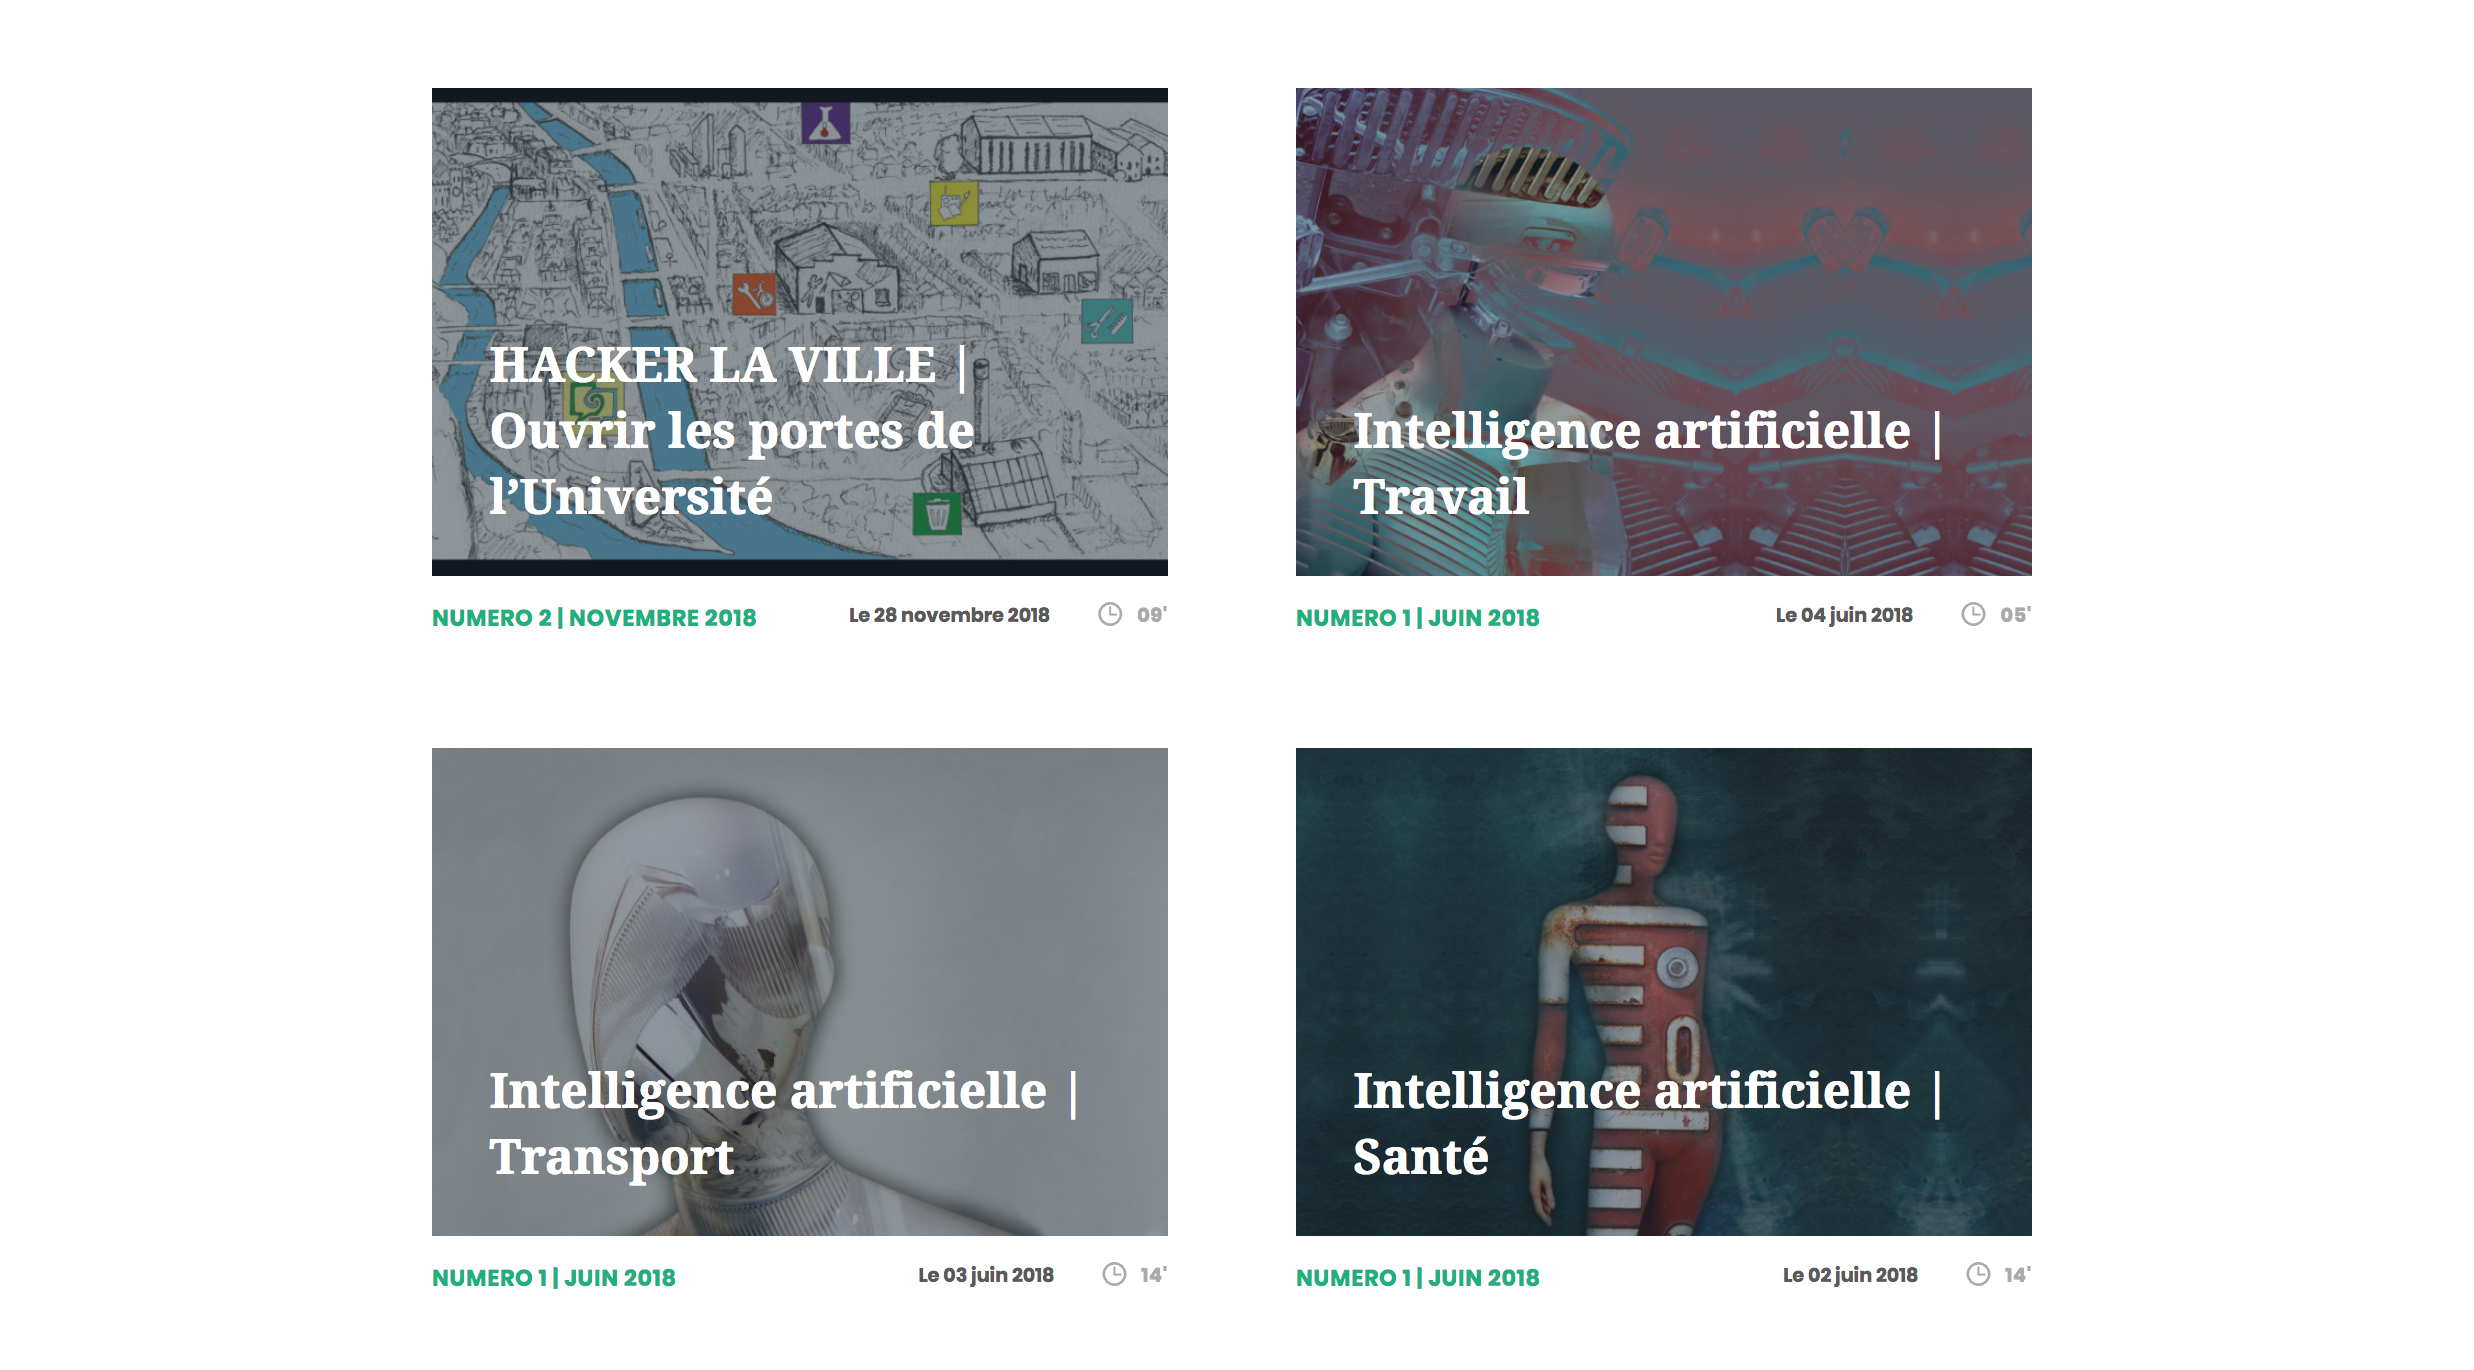 HACKER LA VILLE |
Ouvrir les portes de
l’Université
NUMERO 2 | NOVEMBRE 2018
Le 28 novembre 2018
09'
Intelligence artificielle |
Travail
NUMERO 1 | JUIN 2018
Le 04 juin 2018
05'
Intelligence artificielle |
Transport
NUMERO 1 | JUIN 2018
Le 03 juin 2018
14'
Intelligence artificielle |
Santé
NUMERO 1 | JUIN 2018
Le 02 juin 2018
14'